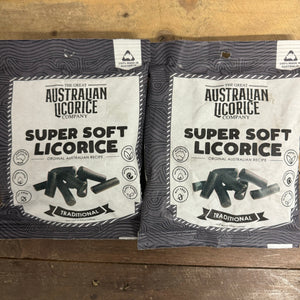 THE GREAT
AUSTRALIAN
LICORICE
COMPANY
SUPER SOFT
LICORICE
ORIGINAL AUSTRALIAN RECIPE
TRADITIONAL
THE GREAT
AUSTRALIAN
LICORICE
COMPANY
SUPER SOFT
LICORICE
ORIGINAL AUSTRALIAN RECIPE
TRADITIONAL